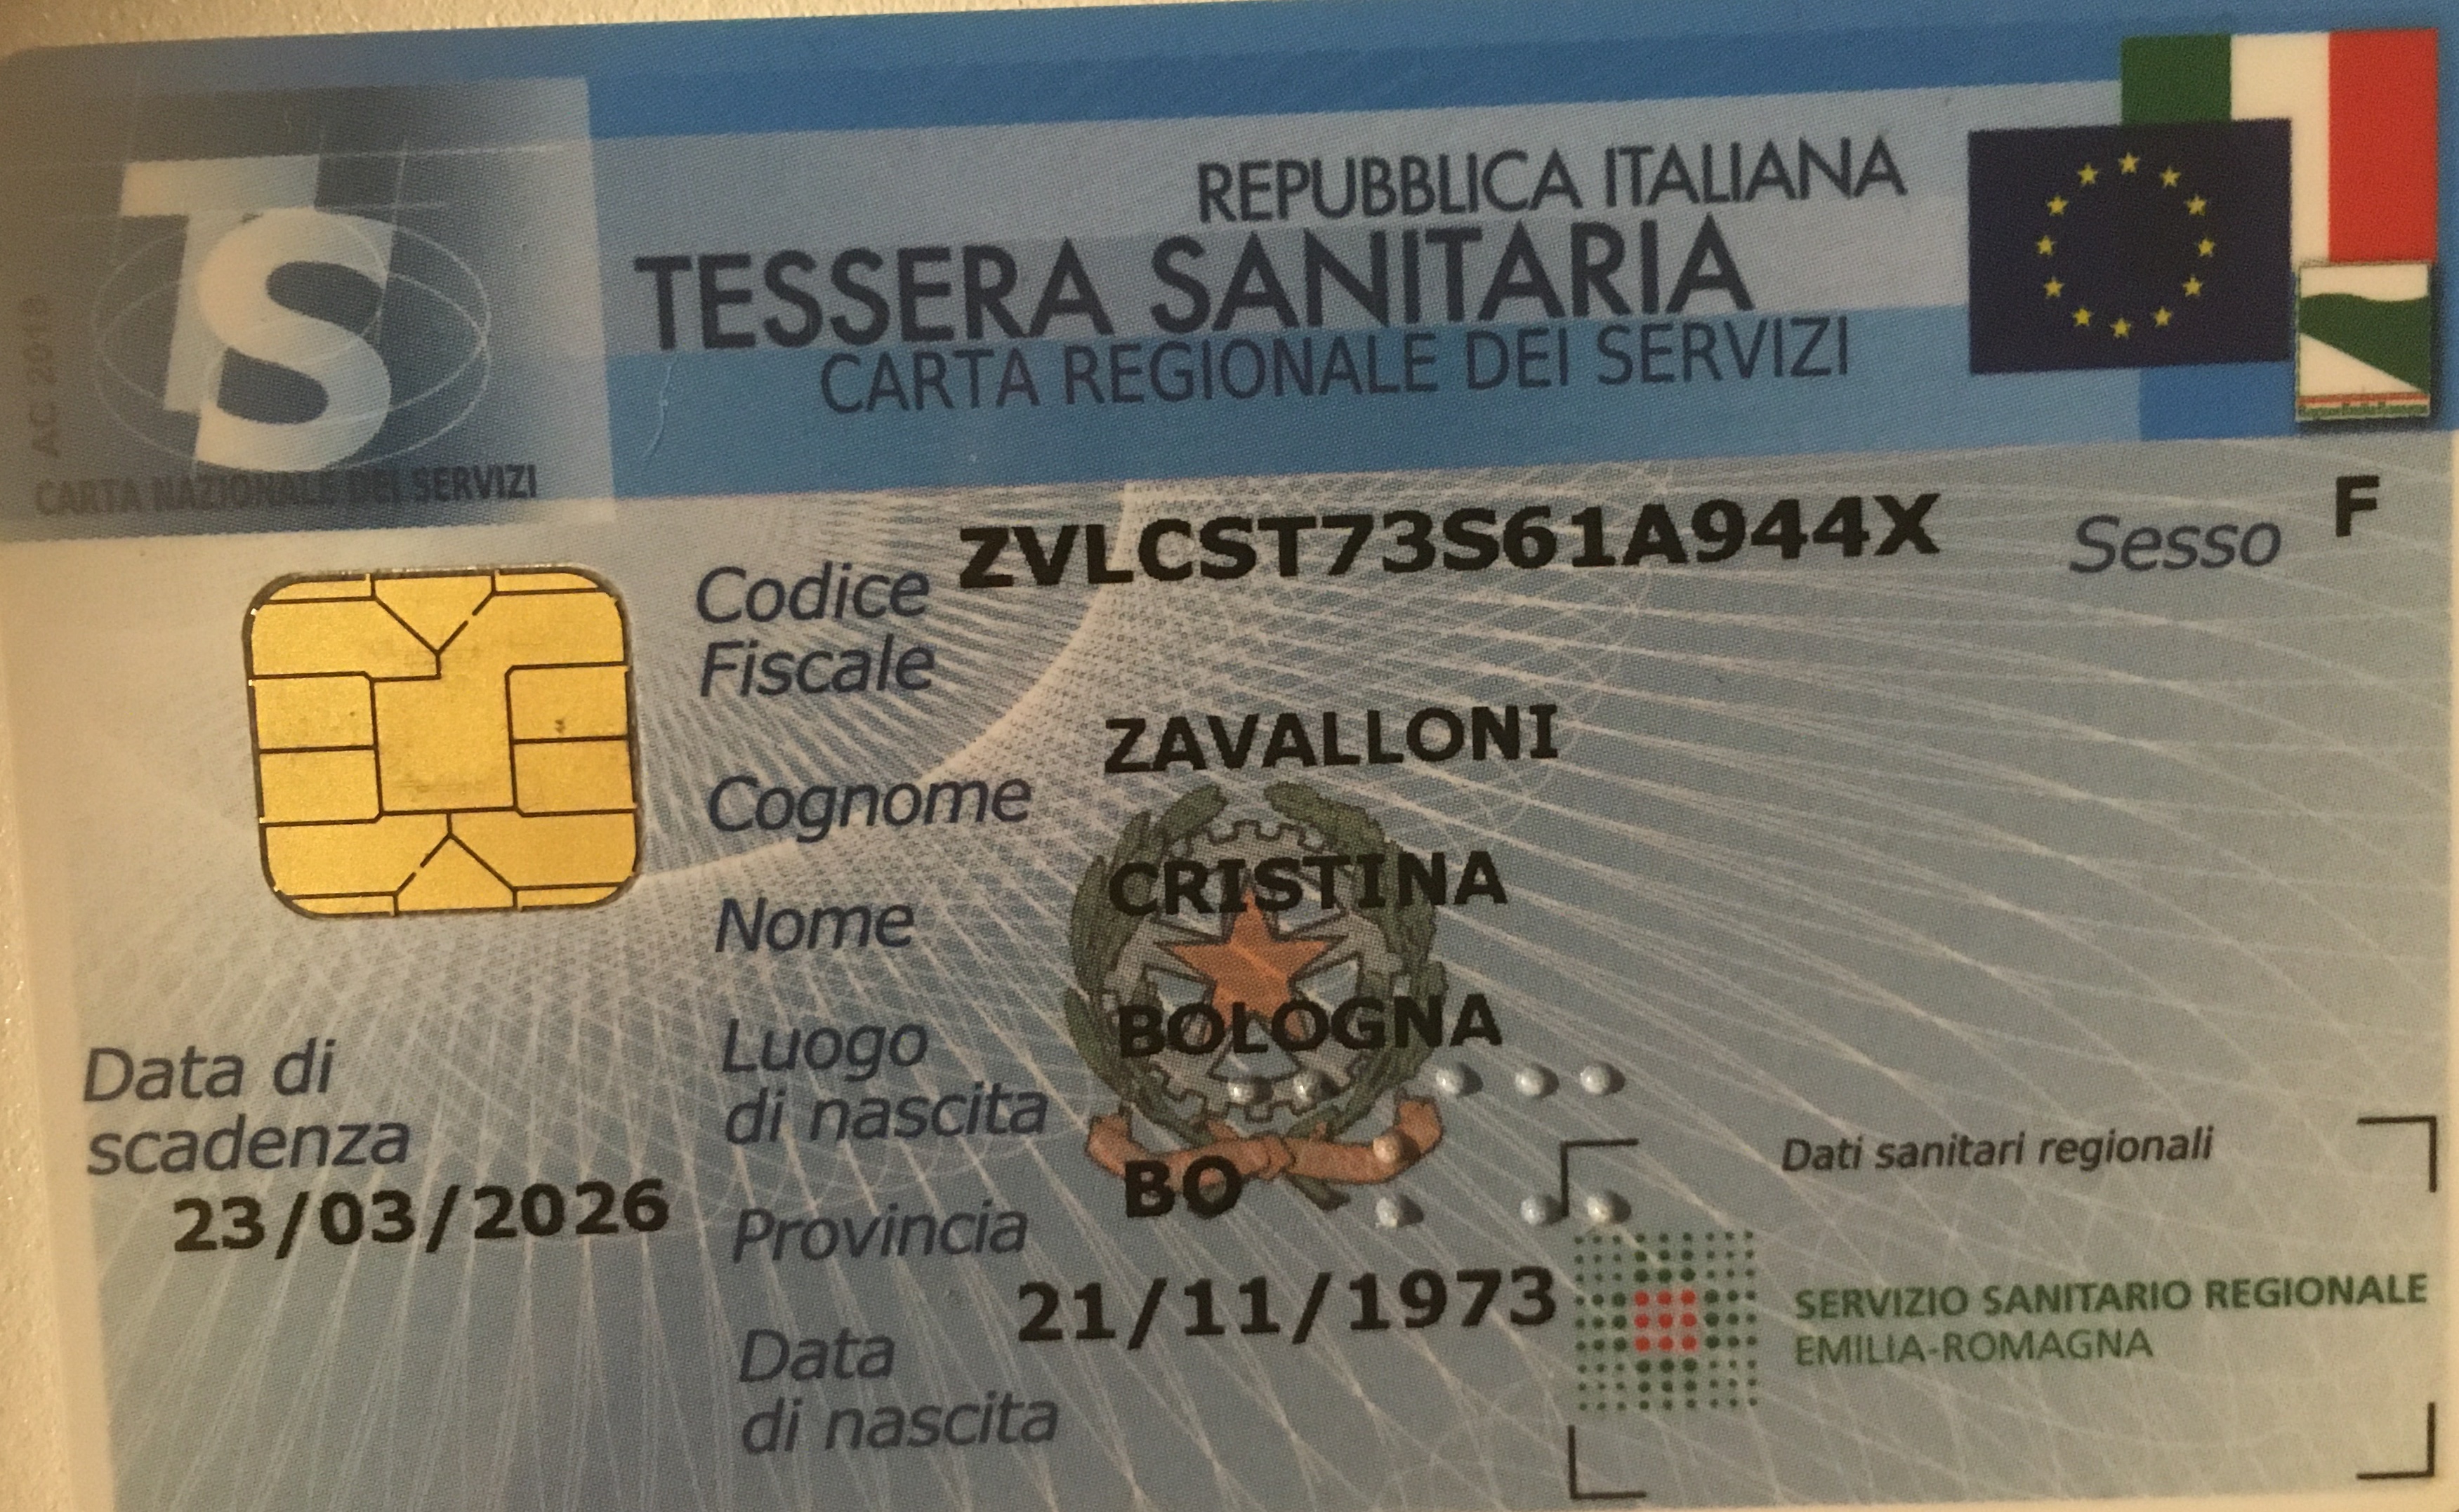 REPUBBLICA ITALIANA
TESSERA SANITARIA
CARTA REGIONALE DEI SERVIZI
TS
CARTA NAZIONALE DEI SERVIZI
AC 2018
Codice Fiscale ZVLCST73S61A944X Sesso F
Cognome ZAVALLONI
Nome CRISTINA
Luogo di nascita BOLOGNA
Provincia BO
Data di nascita 21/11/1973
Data di scadenza
23/03/2026
Dati sanitari regionali
SERVIZIO SANITARIO REGIONALE
EMILIA-ROMAGNA